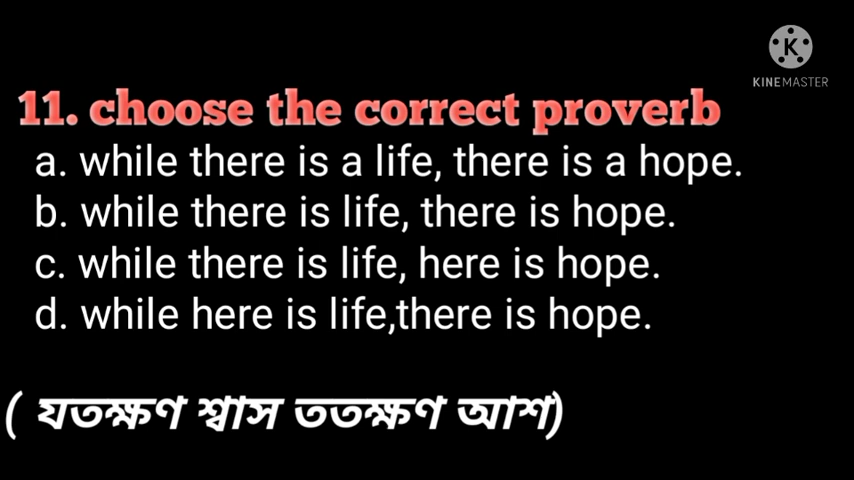 K
KINEMASTER
11. choose the correct proverb
a. while there is a life, there is a hope.
b. while there is life, there is hope.
c. while there is life, here is hope.
d. while here is life,there is hope.
( যতক্ষণ শ্বাস ততক্ষণ আশ)